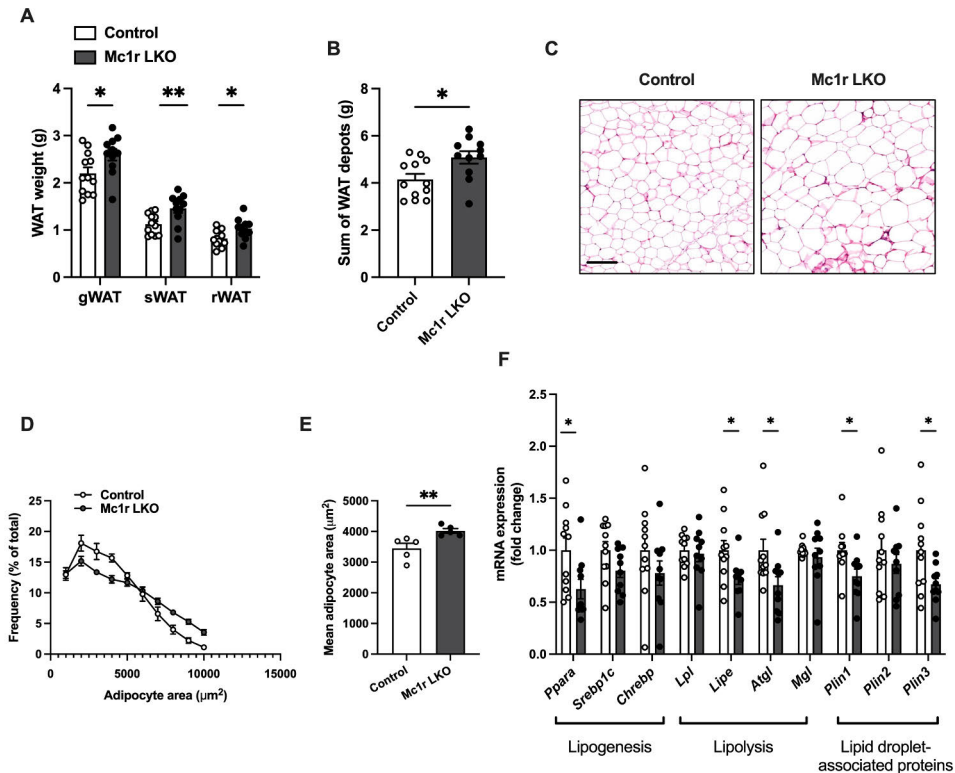 A
Control
Mc1r LKO
* ** *
WAT weight (g)
4
3
2
1
0
gWAT sWAT rWAT
B
*
Sum of WAT depots (g)
8
6
4
2
0
Control
Mc1r LKO
C
Control Mc1r LKO
D
Control
Mc1r LKO
Frequency (% of total)
25
20
15
10
5
0
0 5000 10000 15000
Adipocyte area (μm²)
E
**
Mean adipocyte area (μm²)
5000
4000
3000
2000
1000
0
Control
Mc1r LKO
F
mRNA expression
(fold change)
2.5
2.0
1.5
1.0
0.5
0.0
* * * * *
Ppara
Srebp1c
Chrebp
Lpl
Lipe
Atgl
Mgl
Plin1
Plin2
Plin3
Lipogenesis Lipolysis Lipid droplet-
associated proteins